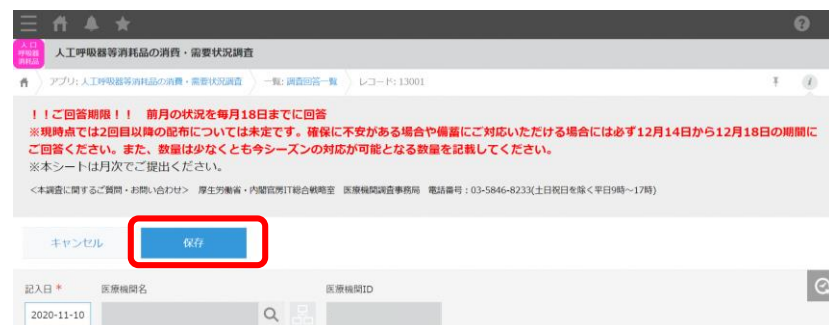 人工
呼吸器
消耗品
人工呼吸器等消耗品の消費・需要状況調査
アプリ: 人工呼吸器等消耗品の消費・需要状況調査 一覧: 調査回答一覧 レコード: 13001
！！ご回答期限！！ 前月の状況を毎月18日までに回答
※現時点では2回目以降の配布については未定です。確保に不安がある場合や備蓄にご対応いただける場合には必ず12月14日から12月18日の期間に
ご回答ください。また、数量は少なくとも今シーズンの対応が可能となる数量を記載してください。
※本シートは月次でご提出ください。
<本調査に関するご質問・お問い合わせ> 厚生労働省・内閣官房IT総合戦略室 医療機関調査事務局 電話番号：03-5846-8233(土日祝日を除く平日9時～17時)
キャンセル 保存
記入日 * 医療機関名 医療機関ID
2020-11-10